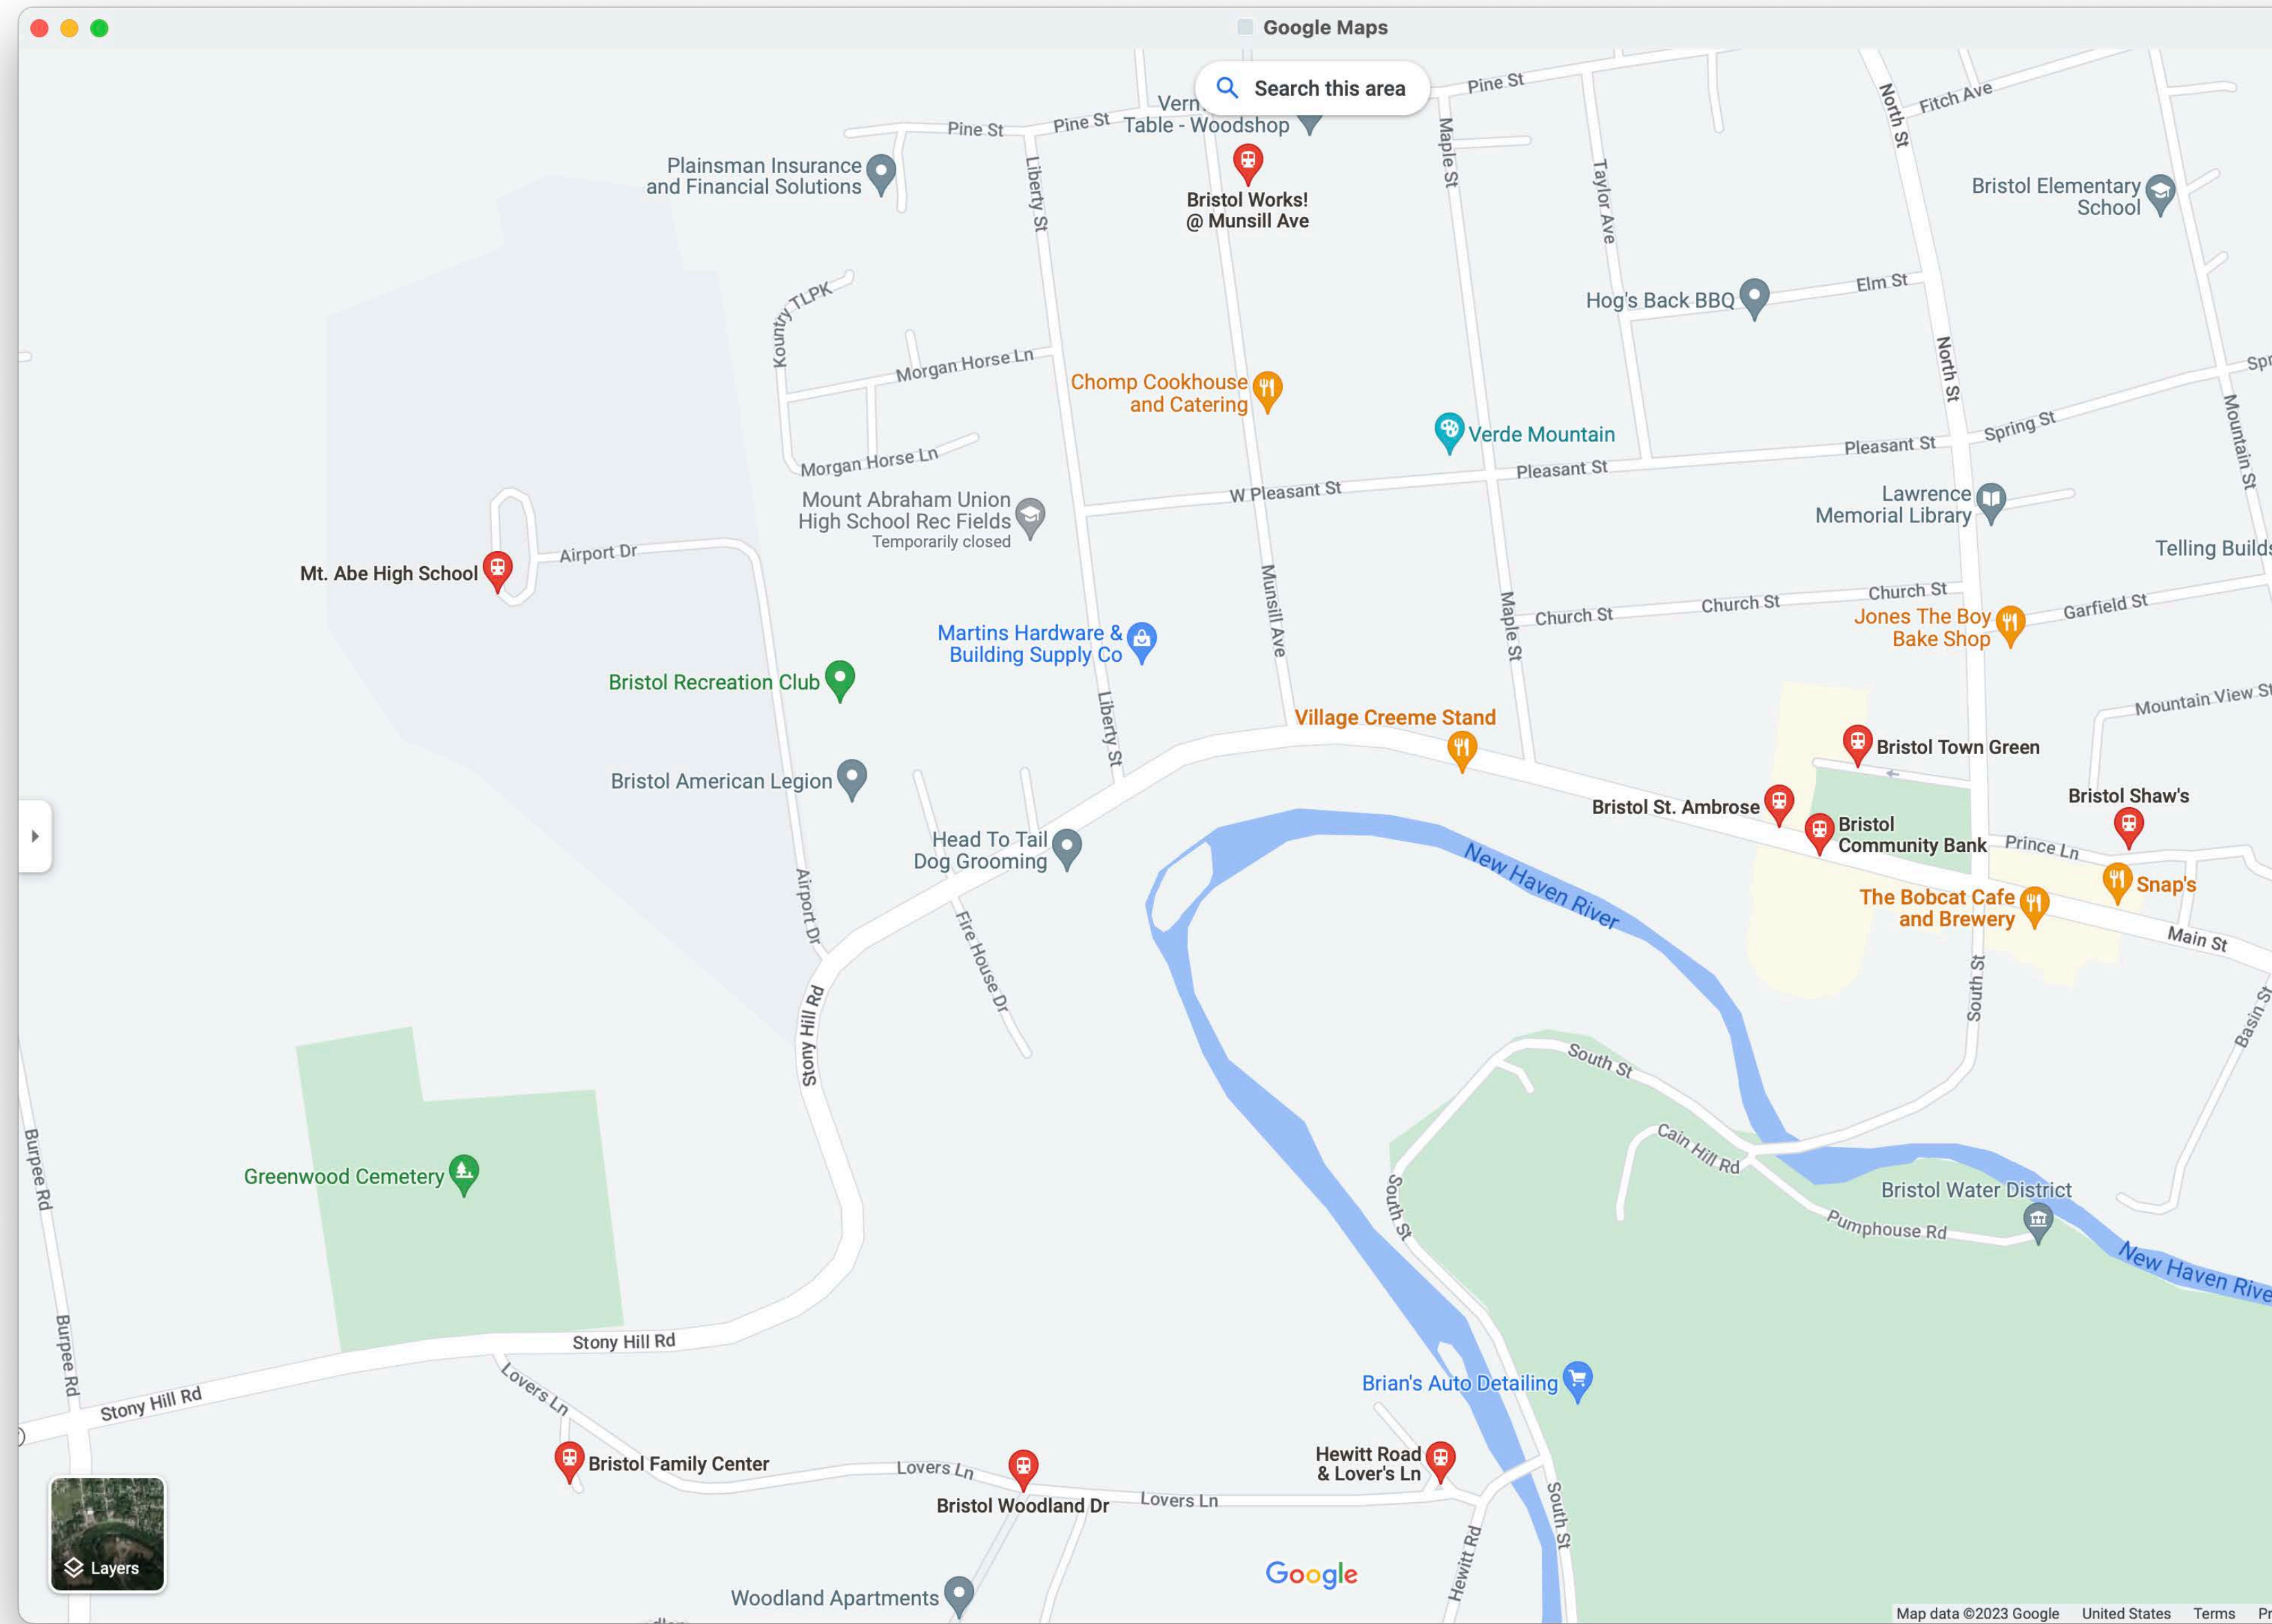 Google Maps
Search this area
Pine St
Fitch Ave
North St
Vern
Table - Woodshop
Pine St
Pine St
Maple St
Plainsman Insurance
and Financial Solutions
Liberty St
Bristol Works!
@ Munsill Ave
Taylor Ave
Bristol Elementary
School
Kountry TLPK
Hog's Back BBQ
Elm St
Morgan Horse Ln
North St
Spr
Chomp Cookhouse
and Catering
Verde Mountain
Pleasant St
Spring St
Mountain St
Morgan Horse Ln
Pleasant St
W Pleasant St
Mount Abraham Union
High School Rec Fields
Temporarily closed
Lawrence
Memorial Library
Airport Dr
Telling Builds
Mt. Abe High School
Munsill Ave
Maple St
Church St
Church St
Church St
Garfield St
Martins Hardware &
Building Supply Co
Jones The Boy
Bake Shop
Bristol Recreation Club
Liberty St
Village Creeme Stand
Mountain View St
Bristol Town Green
Bristol American Legion
Bristol St. Ambrose
Bristol Shaw's
Bristol
Community Bank
Head To Tail
Dog Grooming
New Haven River
Prince Ln
Airport Dr
The Bobcat Cafe
and Brewery
Snap's
Fire House Dr
Main St
South St
Stony Hill Rd
Basin St
South St
Burpee Rd
Cain Hill Rd
Greenwood Cemetery
South St
Bristol Water District
Pumphouse Rd
New Haven Rive
Burpee Rd
Stony Hill Rd
Lovers Ln
Stony Hill Rd
Brian's Auto Detailing
Bristol Family Center
Lovers Ln
Hewitt Road
& Lover's Ln
Bristol Woodland Dr
Lovers Ln
South St
Hewitt Rd
Layers
Google
Woodland Apartments
Map data ©2023 Google
United States
Terms
Pr